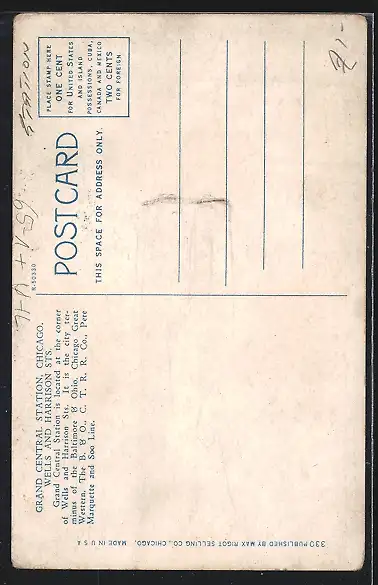 GRAND CENTRAL STATION, CHICAGO.
WELLS AND HARRISON STS.
Grand Central Station is located at the corner
of Wells and Harrison Sts. It is the city ter-
minus of the Baltimore & Ohio, Chicago Great
Western, The B. & O., C. T. R. R. Co., Pere
Marquette and Soo Line.
R-50330
POST CARD
THIS SPACE FOR ADDRESS ONLY.
PLACE STAMP HERE
ONE CENT
FOR UNITED STATES
AND ISLAND
POSSESSIONS, CUBA,
CANADA AND MEXICO
TWO CENTS
FOR FOREIGN
STATION
330 PUBLISHED BY MAX RIGOT SELLING CO., CHICAGO. MADE IN U S A